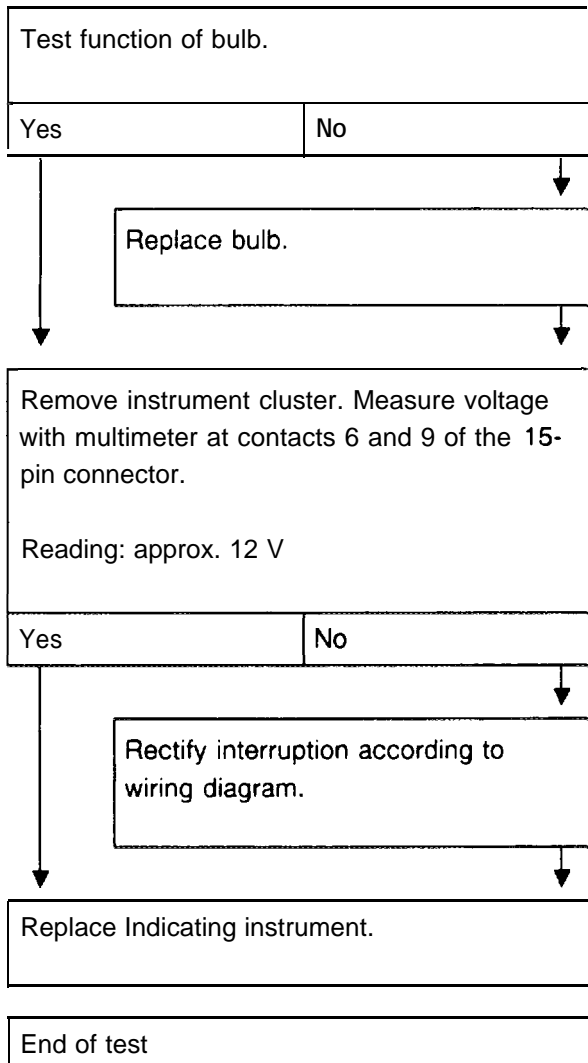 Test function of bulb.
Yes
No
Replace bulb.
Remove instrument cluster. Measure voltage
with multimeter at contacts 6 and 9 of the 15-
pin connector.
Reading: approx. 12 V
Yes
No
Rectify interruption according to
wiring diagram.
Replace Indicating instrument.
End of test